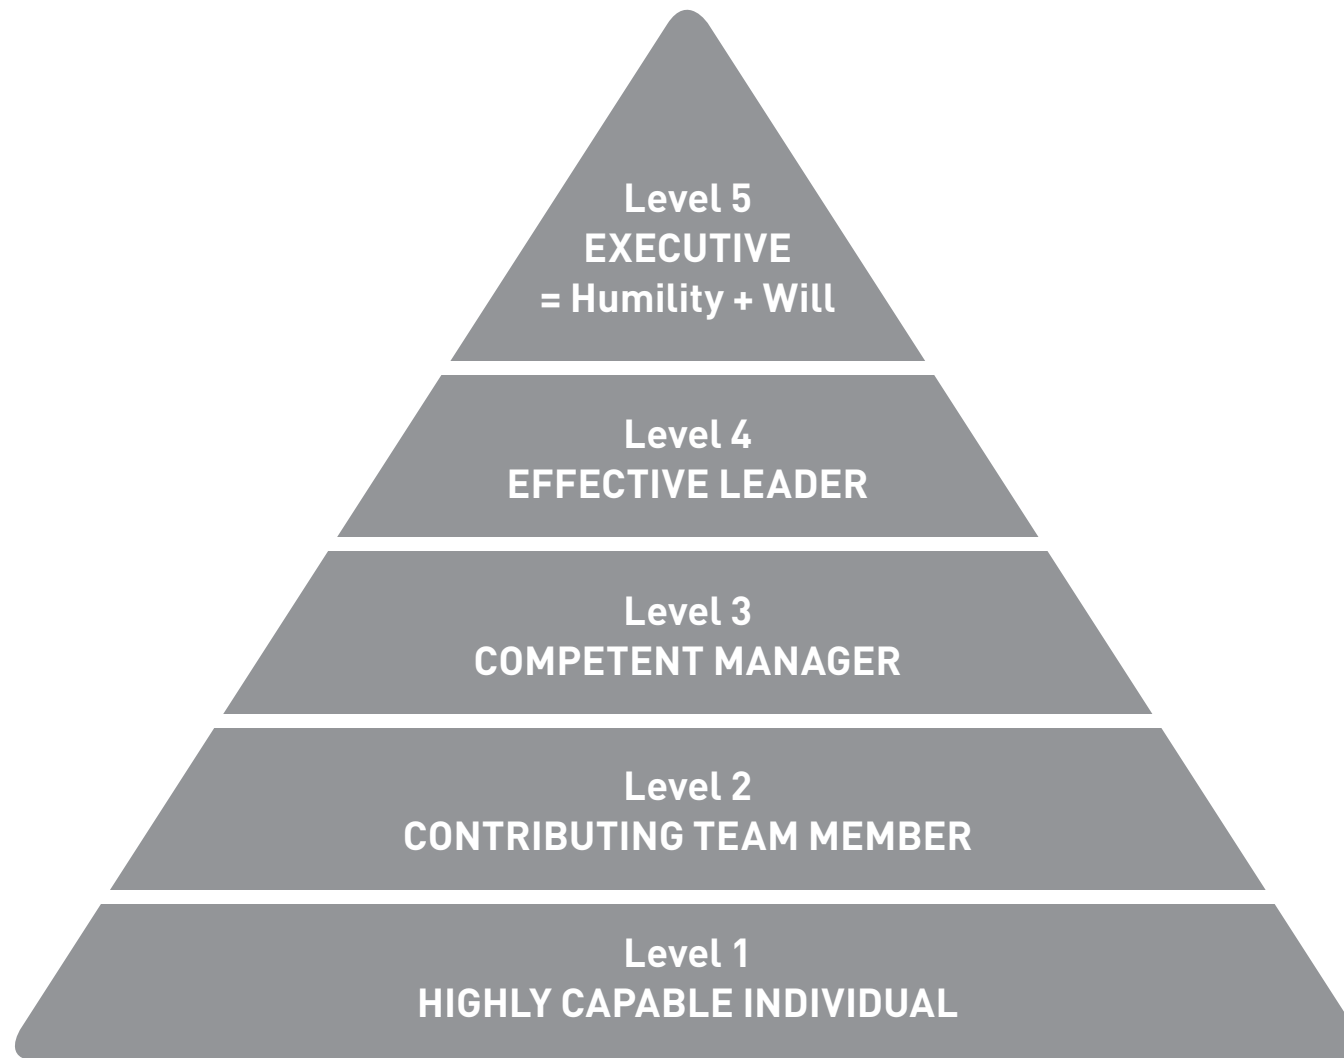 Level 5
EXECUTIVE
= Humility + Will
Level 4
EFFECTIVE LEADER
Level 3
COMPETENT MANAGER
Level 2
CONTRIBUTING TEAM MEMBER
Level 1
HIGHLY CAPABLE INDIVIDUAL